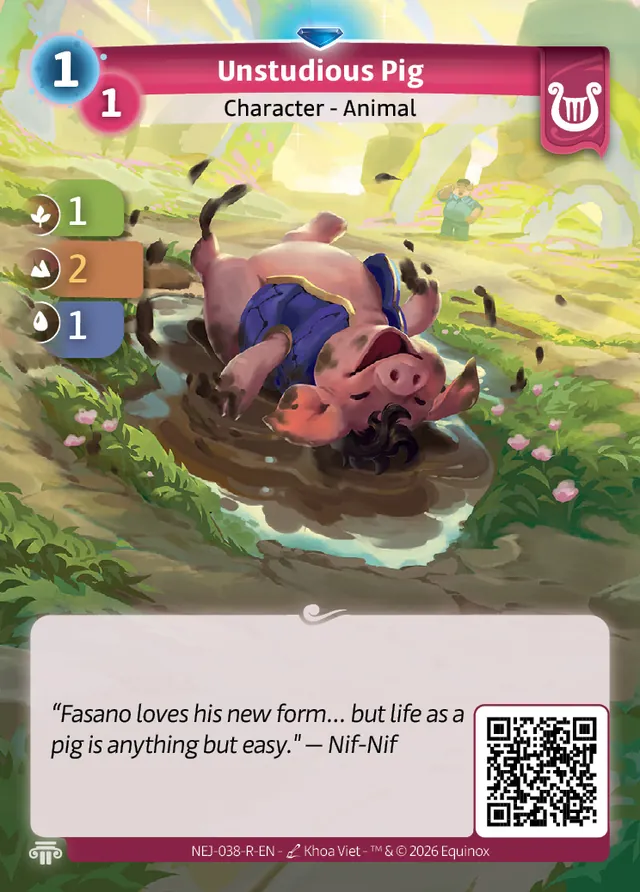 1
Unstudious Pig
1
Character - Animal
1
2
1
“Fasano loves his new form... but life as a
pig is anything but easy." — Nif-Nif
NEJ-038-R-EN - Khoa Viet - ™ & © 2026 Equinox